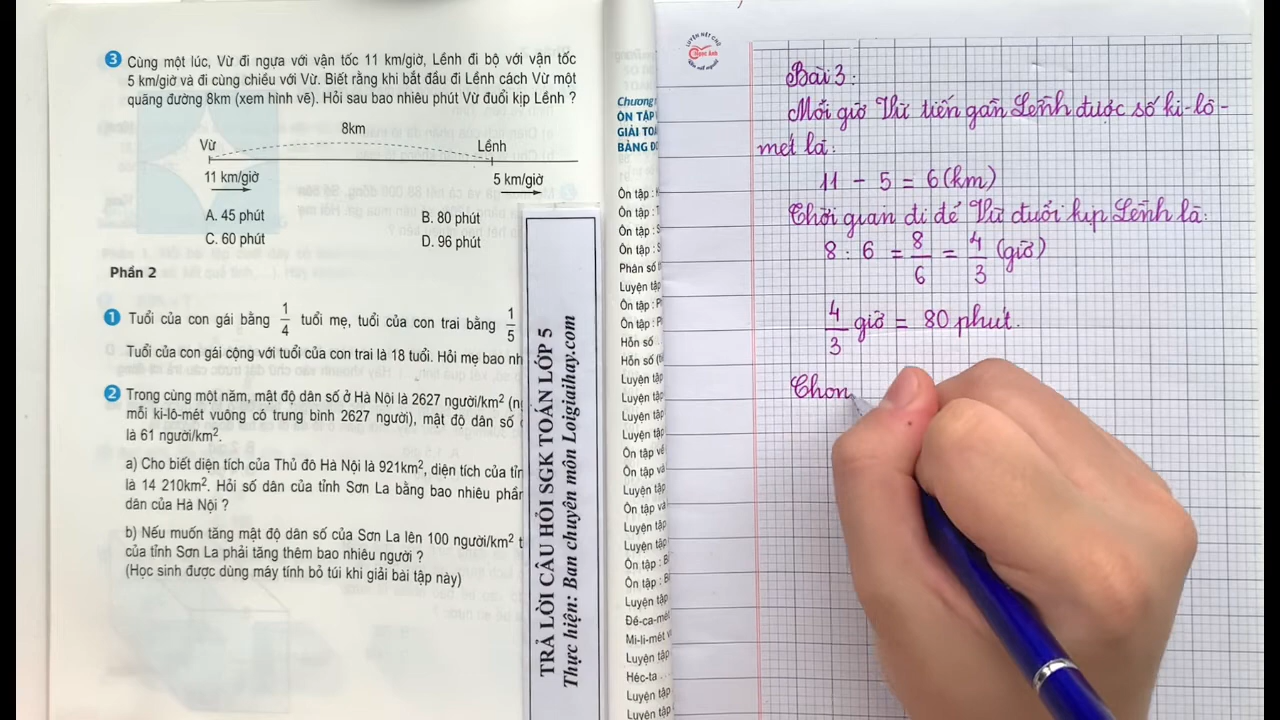 3 Cùng một lúc, Vừ đi ngựa với vận tốc 11 km/giờ, Lềnh đi bộ với vận tốc
5 km/giờ và đi cùng chiều với Vừ. Biết rằng khi bắt đầu đi Lềnh cách Vừ một
quãng đường 8km (xem hình vẽ). Hỏi sau bao nhiêu phút Vừ đuổi kịp Lềnh ?
8km
Vừ Lềnh
11 km/giờ 5 km/giờ
A. 45 phút B. 80 phút
C. 60 phút D. 96 phút
Phần 2
1 Tuổi của con gái bằng 1/4 tuổi mẹ, tuổi của con trai bằng 1/5
Tuổi của con gái cộng với tuổi của con trai là 18 tuổi. Hỏi mẹ bao nh
2 Trong cùng một năm, mật độ dân số ở Hà Nội là 2627 người/km² (ng
mỗi ki-lô-mét vuông có trung bình 2627 người), mật độ dân số
là 61 người/km².
a) Cho biết diện tích của Thủ đô Hà Nội là 921km², diện tích của tỉn
là 14 210km². Hỏi số dân của tỉnh Sơn La bằng bao nhiêu phần
dân của Hà Nội ?
b) Nếu muốn tăng mật độ dân số của Sơn La lên 100 người/km² t
của tỉnh Sơn La phải tăng thêm bao nhiêu người ?
(Học sinh được dùng máy tính bỏ túi khi giải bài tập này)
TRẢ LỜI CÂU HỎI SGK TOÁN LỚP 5
Thực hiện: Ban chuyên môn Loigiaihay.com
Chương
ÔN TẬP
GIẢI TOÁ
BẢNG ĐƠ
Ôn tập :
Ôn tập :
Ôn tập :
Ôn tập :
Phân số
Luyện tập
Ôn tập :
Ôn tập :
Hỗn số
Hỗn số
Luyện tập
Luyện tập
Luyện tập
Luyện tập
Ôn tập về
Ôn tập và
Luyện tập
Ôn tập và
Luyện tập
Luyện tập
Ôn tập :
Ôn tập :
Luyện tập
Đề-ca-mét
Mi-li-mét v
Luyện tập
Héc-ta
Luyện tập
Luyện tập
LUYỆN NÉT CHỮ
Bài 3:
Mỗi giờ Vừ tiến gần Lềnh được số ki-lô-
mét là:
11 - 5 = 6 (km)
Thời gian đi để Vừ đuổi kịp Lềnh là:
8 : 6 = 8/6 = 4/3 (giờ)
4/3 giờ = 80 phút.
Chon